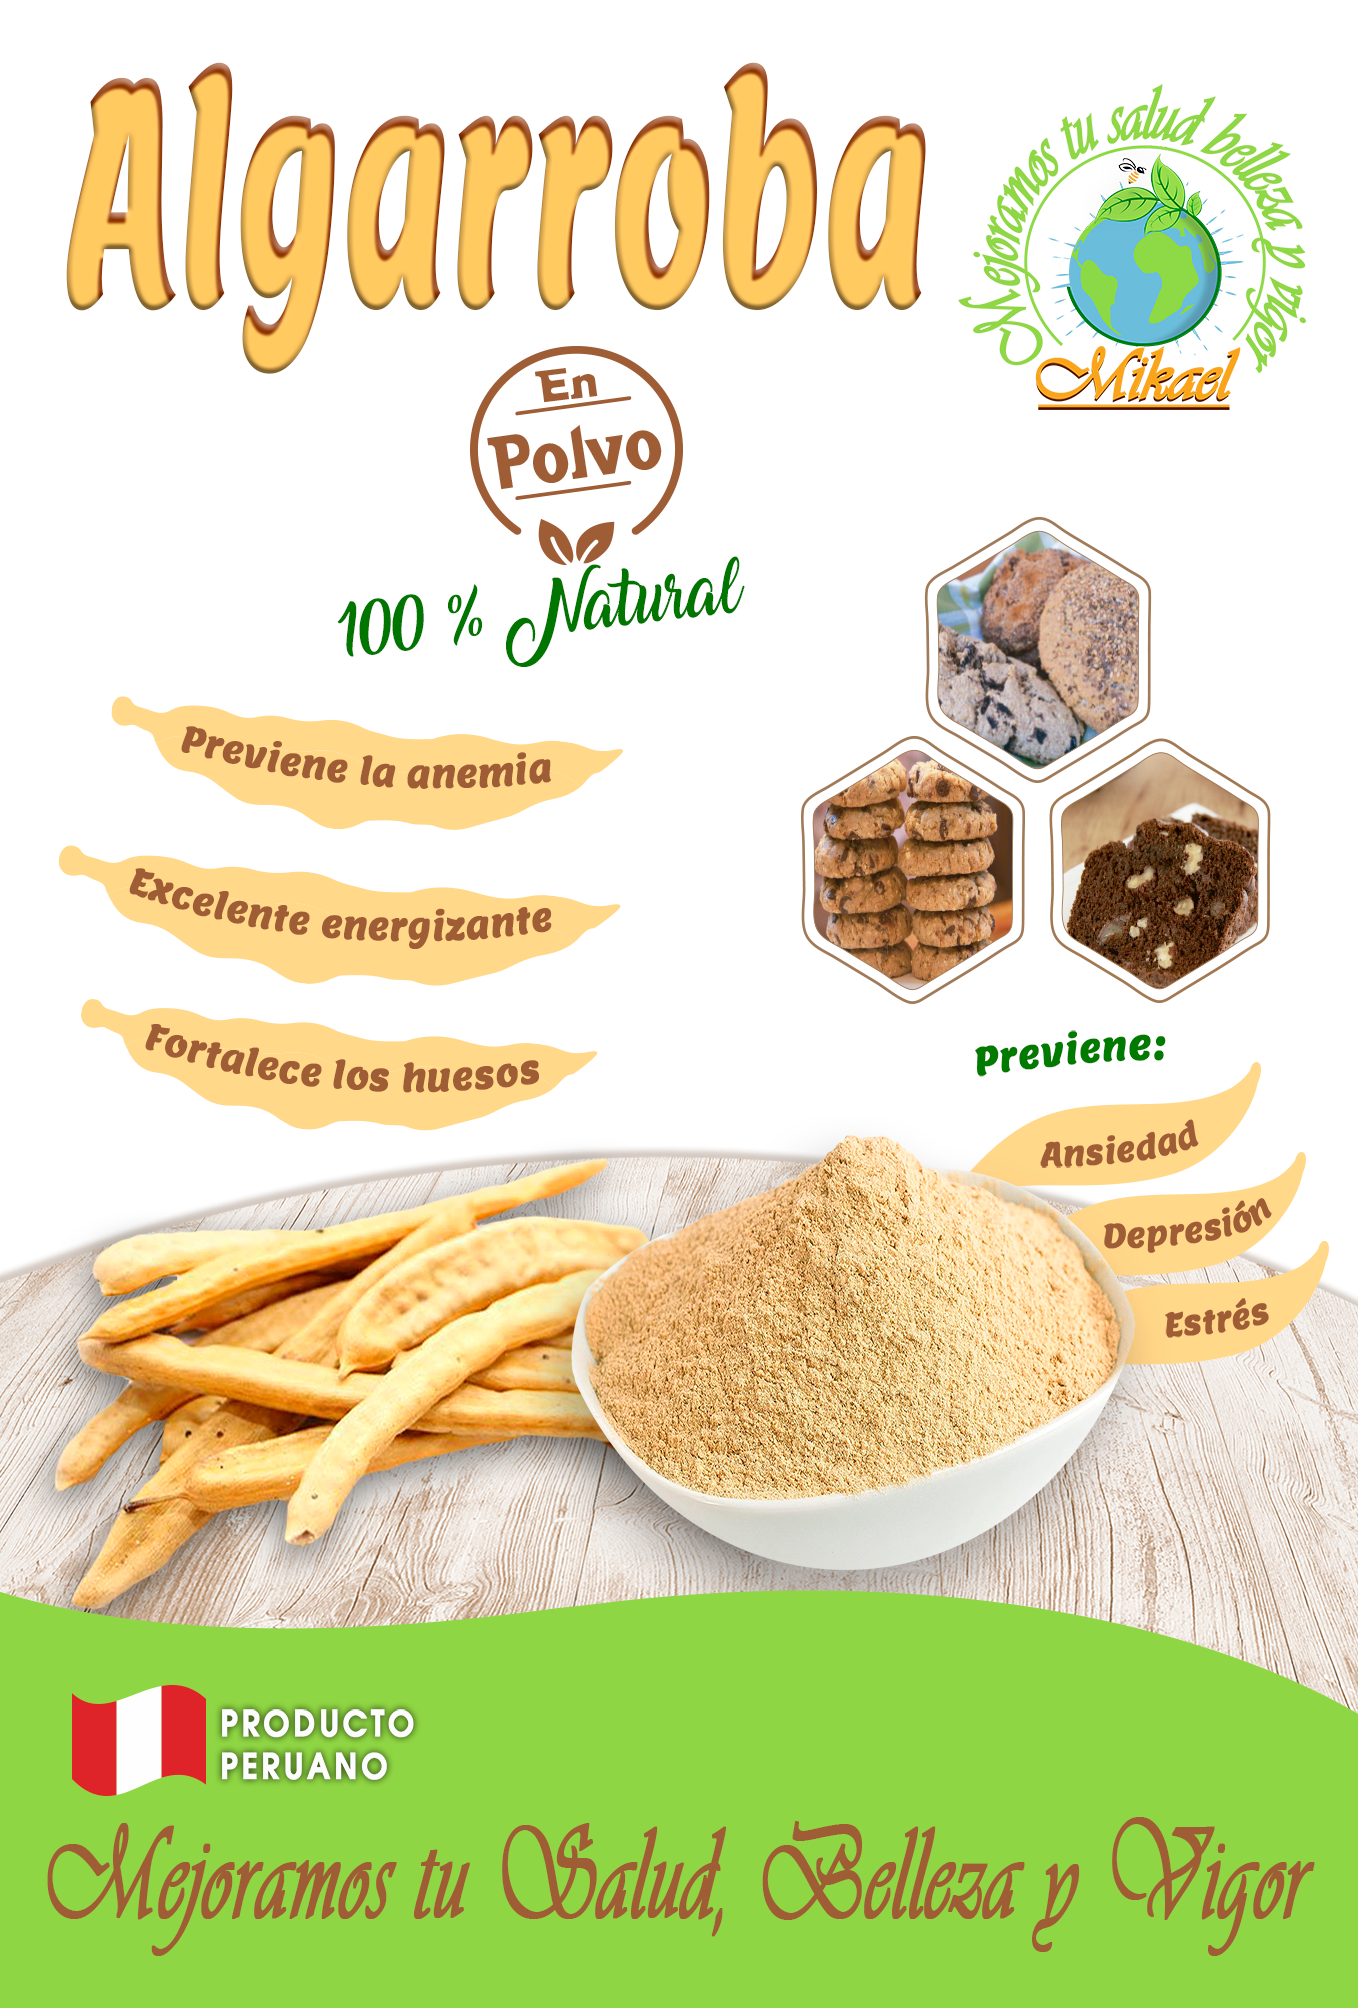 Algarroba
Mejoramos tu salud belleza y vigor
Mikael
En
Polvo
100 % Natural
Previene la anemia
Excelente energizante
Fortalece los huesos
Previene:
Ansiedad
Depresión
Estrés
PRODUCTO
PERUANO
Mejoramos tu Salud, Belleza y Vigor